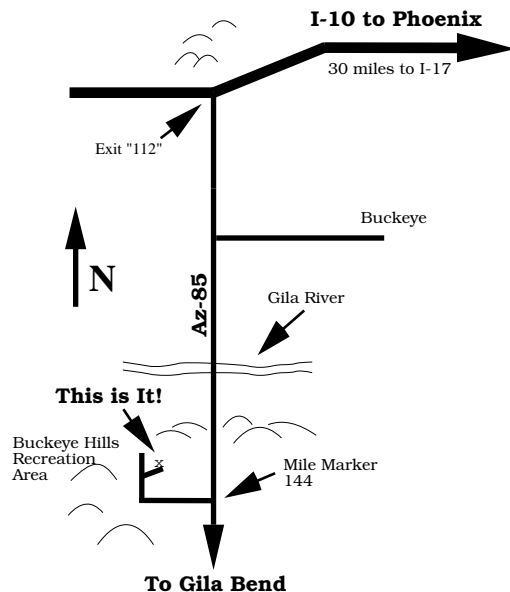 I-10 to Phoenix
30 miles to I-17
Exit "112"
Buckeye
N
Az-85
Gila River
This is It!
Buckeye Hills
Recreation
Area
x
Mile Marker
144
To Gila Bend